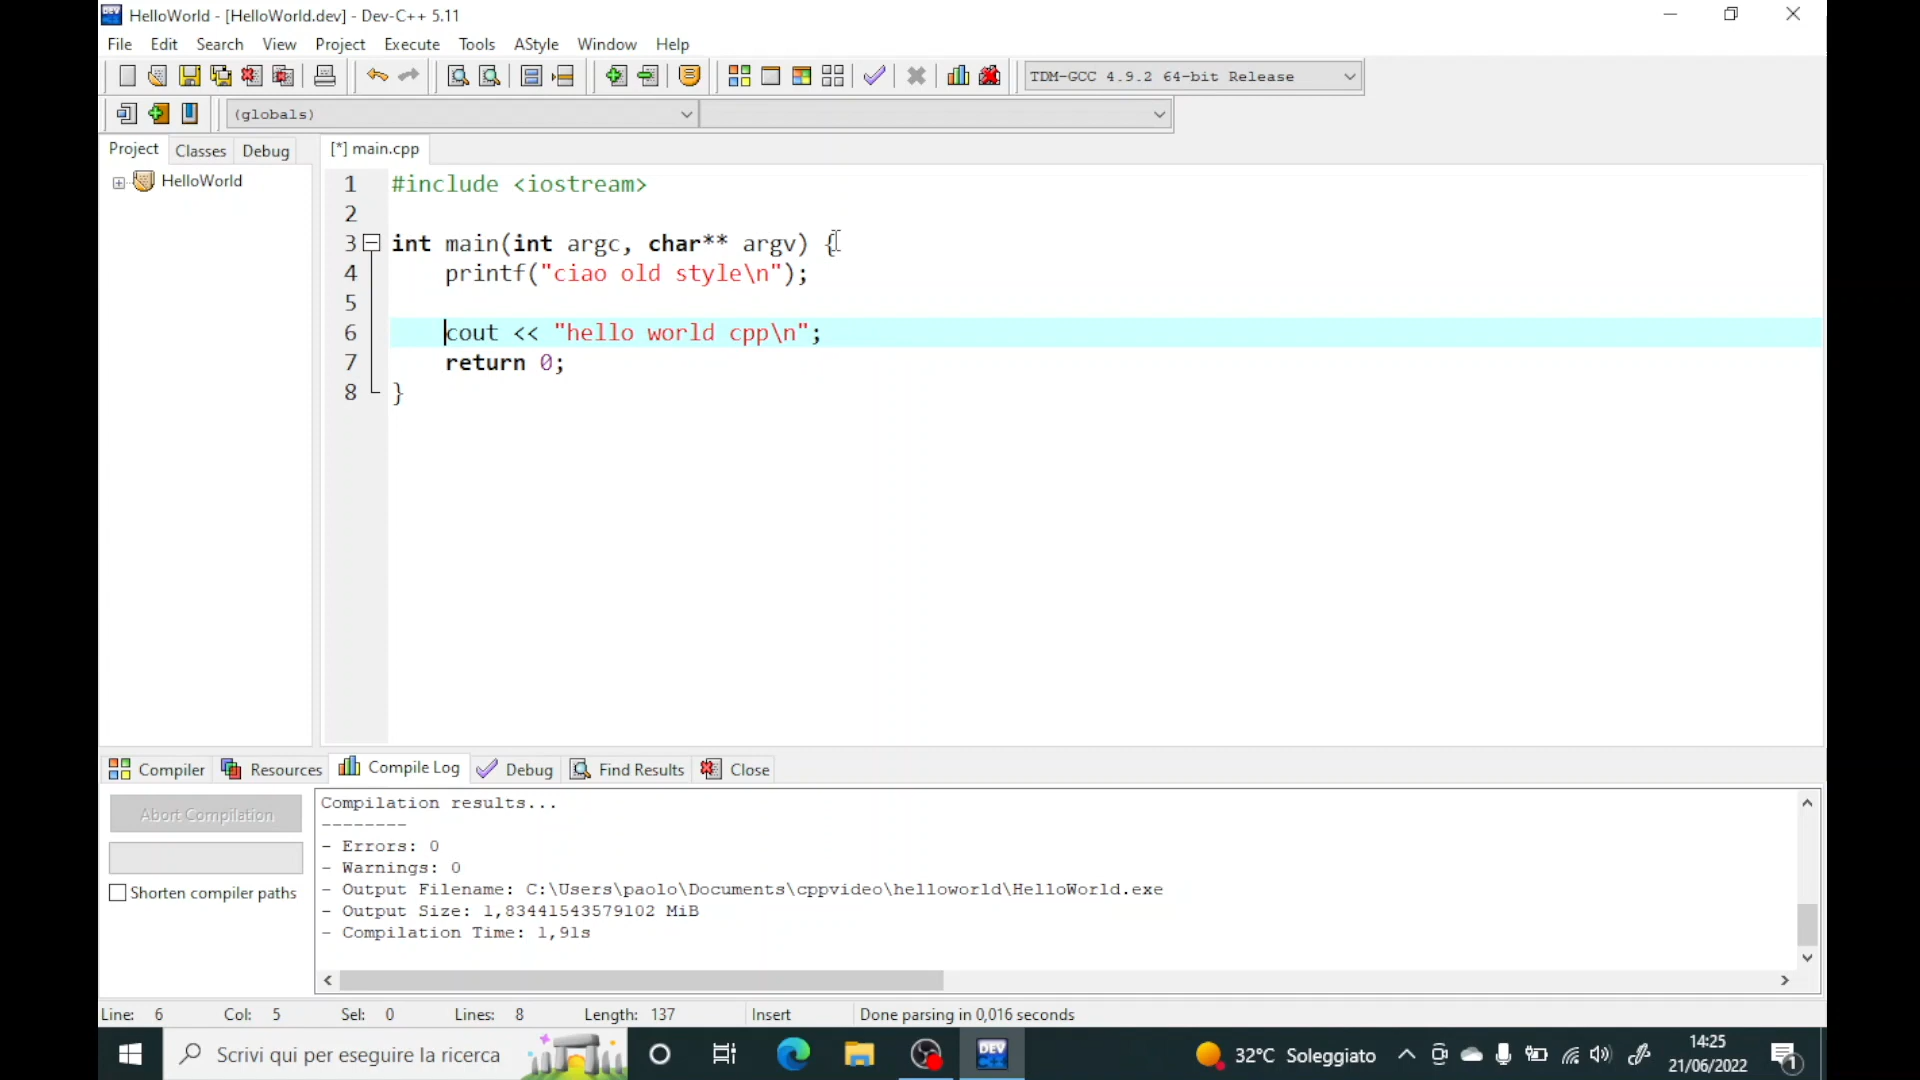 HelloWorld - [HelloWorld.dev] - Dev-C++ 5.11
File Edit Search View Project Execute Tools AStyle Window Help
TDM-GCC 4.9.2 64-bit Release
(globals)
Project Classes Debug [*] main.cpp
HelloWorld
1 #include <iostream>
2
3 int main(int argc, char** argv) {
4 printf("ciao old style\n");
5
6 cout << "hello world cpp\n";
7 return 0;
8 }
Compiler Resources Compile Log Debug Find Results Close
Abort Compilation
Shorten compiler paths
Compilation results...
--------
- Errors: 0
- Warnings: 0
- Output Filename: C:\Users\paolo\Documents\cppvideo\helloworld\HelloWorld.exe
- Output Size: 1,83441543579102 MiB
- Compilation Time: 1,91s
Line: 6 Col: 5 Sel: 0 Lines: 8 Length: 137 Insert Done parsing in 0,016 seconds
Scrivi qui per eseguire la ricerca
DEV
32°C Soleggiato
14:25
21/06/2022
1